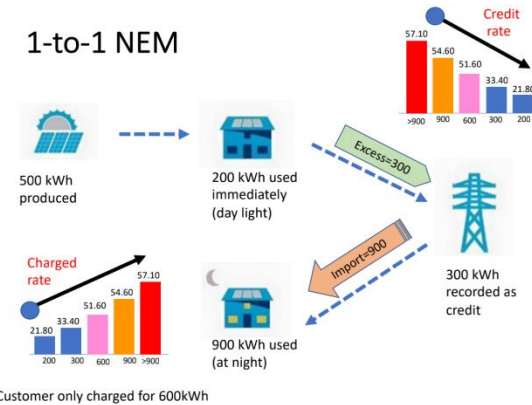 1-to-1 NEM
Credit
rate
57.10
54.60
51.60
33.40
21.80
>900
900
600
300
200
500 kWh
produced
200 kWh used
immediately
(day light)
Excess=300
300 kWh
recorded as
credit
Import=900
900 kWh used
(at night)
Charged
rate
21.80
33.40
51.60
54.60
57.10
200
300
600
900
>900
Customer only charged for 600kWh